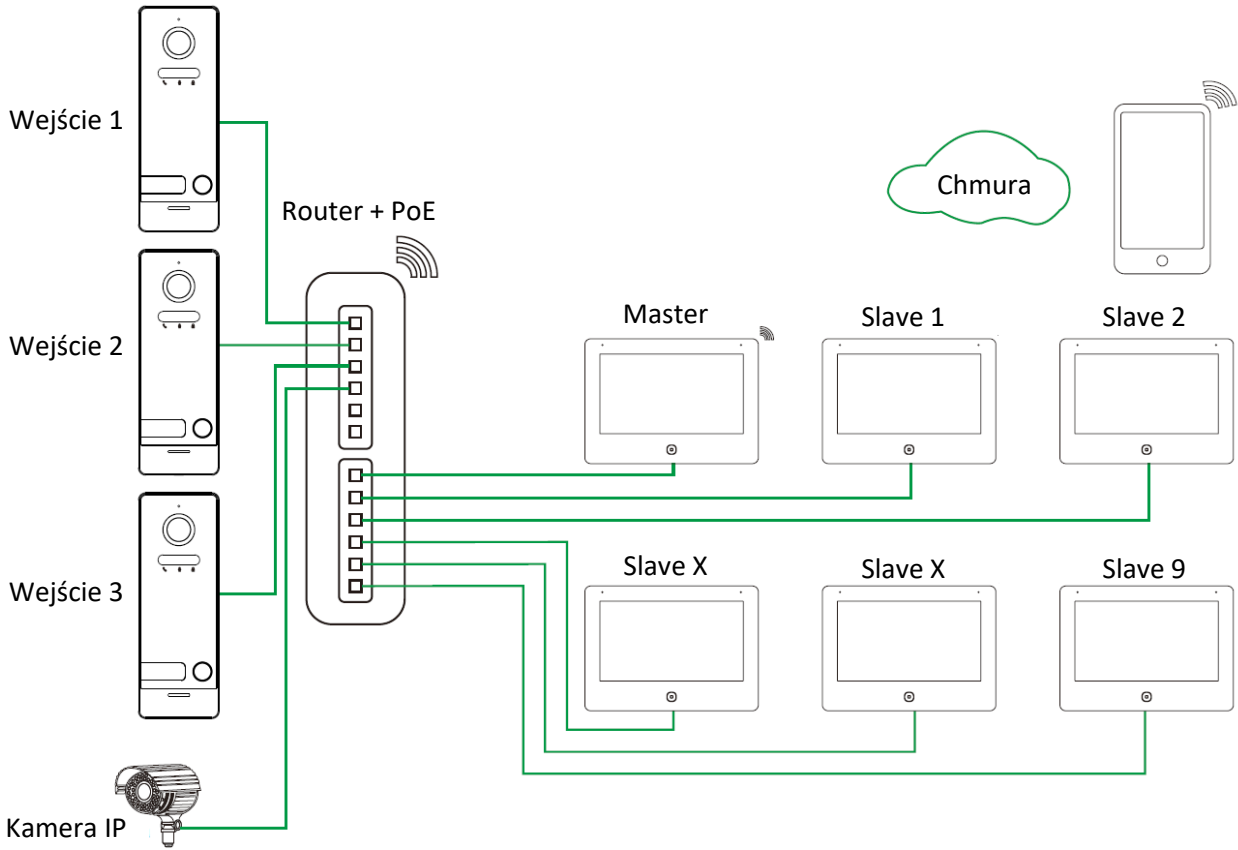 Wejście 1
Router + PoE
Chmura
Wejście 2
Master
Slave 1
Slave 2
Wejście 3
Slave X
Slave X
Slave 9
Kamera IP